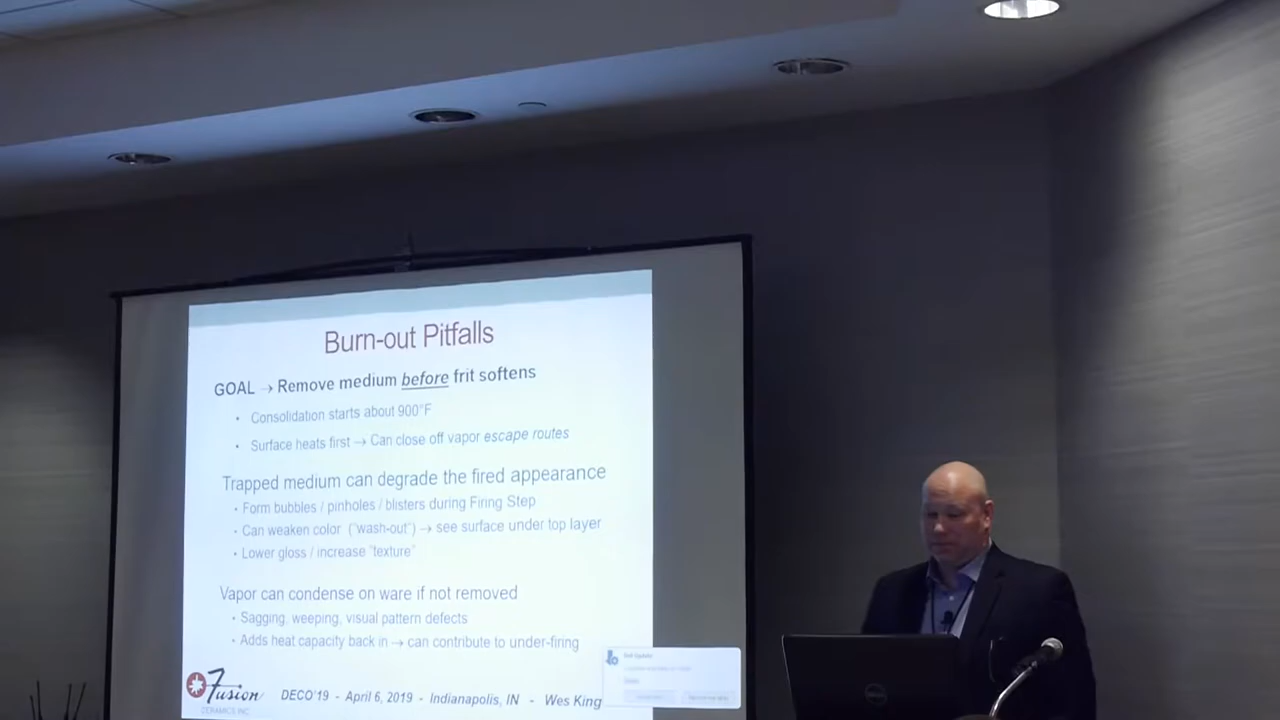 Burn-out Pitfalls
GOAL → Remove medium before frit softens
• Consolidation starts about 900°F
• Surface heats first → Can close off vapor escape routes
Trapped medium can degrade the fired appearance
• Form bubbles / pinholes / blisters during Firing Step
• Can weaken color ("wash-out") → see surface under top layer
• Lower gloss / increase "texture"
Vapor can condense on ware if not removed
• Sagging, weeping, visual pattern defects
• Adds heat capacity back in → can contribute to under-firing
Fusion
CERAMICS INC
DECO'19 - April 6, 2019 - Indianapolis, IN - Wes King
DELL